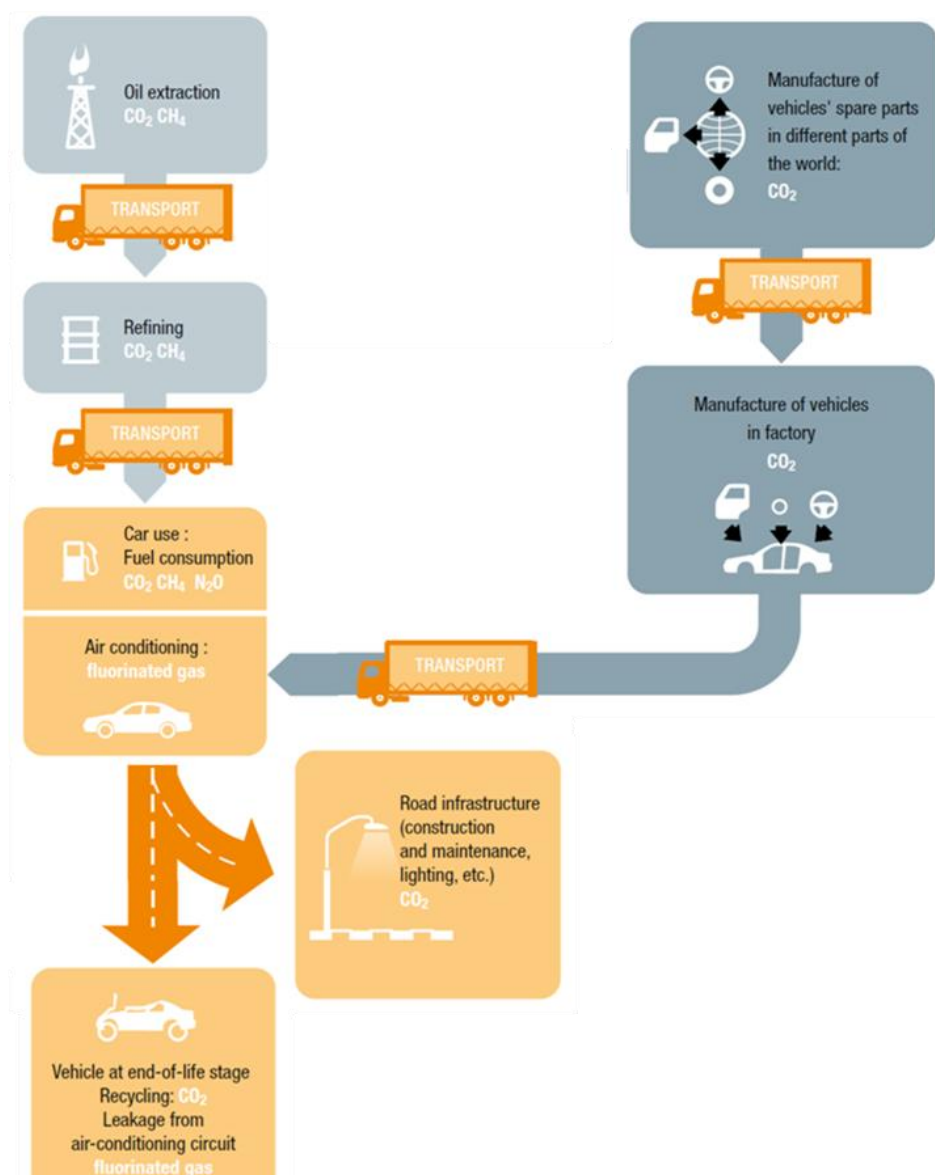 Oil extraction
CO₂ CH₄
TRANSPORT
Refining
CO₂ CH₄
TRANSPORT
Car use :
Fuel consumption
CO₂ CH₄ N₂O
Air conditioning :
fluorinated gas
Manufacture of
vehicles' spare parts
in different parts of
the world:
CO₂
TRANSPORT
Manufacture of vehicles
in factory
CO₂
TRANSPORT
Road infrastructure
(construction
and maintenance,
lighting, etc.)
CO₂
Vehicle at end-of-life stage
Recycling: CO₂
Leakage from
air-conditioning circuit
fluorinated gas